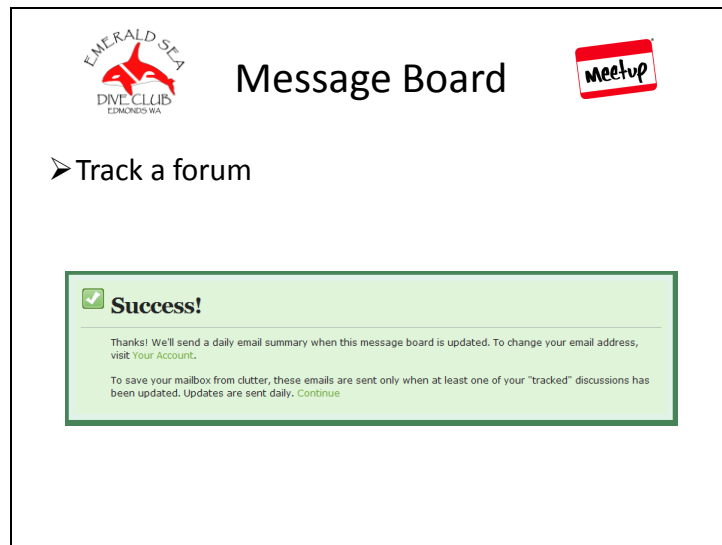 EMERALD SEA
DIVE CLUB
EDMONDS WA
Message Board
Meetup
➢ Track a forum
Success!
Thanks! We'll send a daily email summary when this message board is updated. To change your email address,
visit Your Account.
To save your mailbox from clutter, these emails are sent only when at least one of your "tracked" discussions has
been updated. Updates are sent daily. Continue